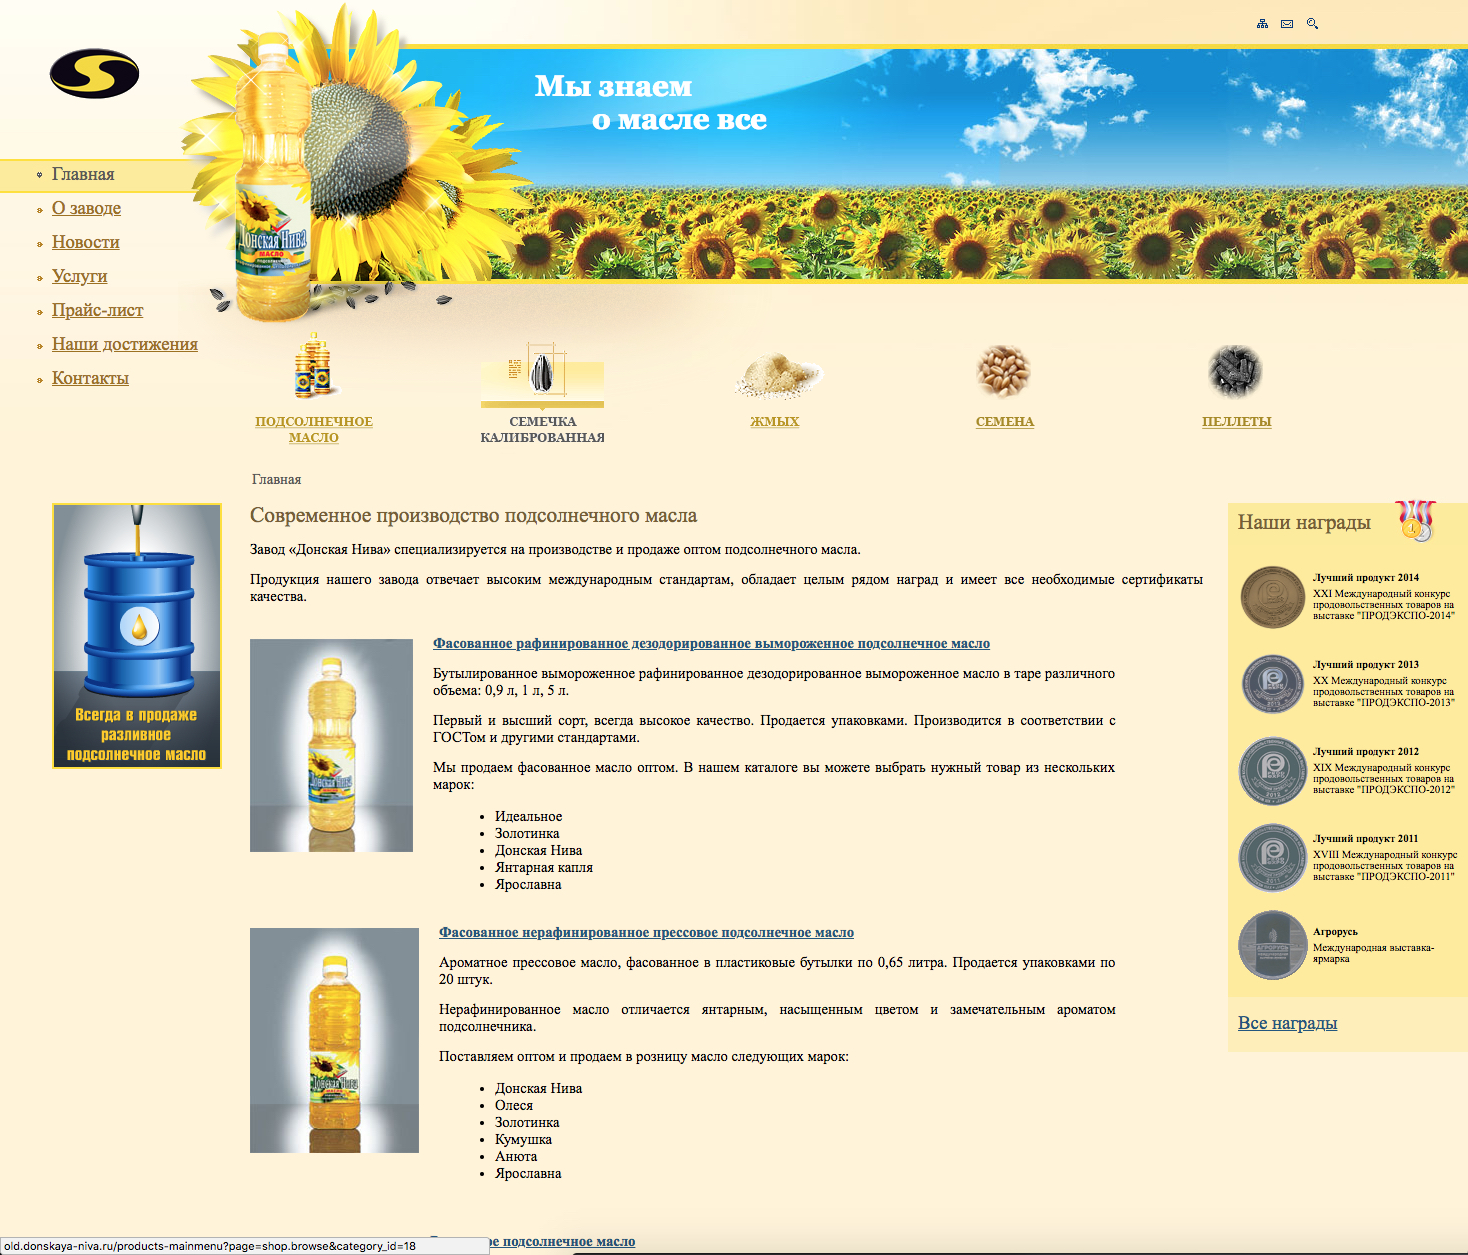 Мы знаем
о масле все
Главная
О заводе
Новости
Услуги
Прайс-лист
Наши достижения
Контакты
Донская Нива
МАСЛО
ПОДСОЛНЕЧНОЕ
МАСЛО
СЕМЕЧКА
КАЛИБРОВАННАЯ
ЖМЫХ
СЕМЕНА
ПЕЛЛЕТЫ
Главная
Всегда в продаже
разливное
подсолнечное масло
Современное производство подсолнечного масла
Завод «Донская Нива» специализируется на производстве и продаже оптом подсолнечного масла.
Продукция нашего завода отвечает высоким международным стандартам, обладает целым рядом наград и имеет все необходимые сертификаты
качества.
Фасованное рафинированное дезодорированное вымороженное подсолнечное масло
Бутылированное вымороженное рафинированное дезодорированное вымороженное масло в таре различного
объема: 0,9 л, 1 л, 5 л.
Первый и высший сорт, всегда высокое качество. Продается упаковками. Производится в соответствии с
ГОСТом и другими стандартами.
Мы продаем фасованное масло оптом. В нашем каталоге вы можете выбрать нужный товар из нескольких
марок:
• Идеальное
• Золотинка
• Донская Нива
• Янтарная капля
• Ярославна
Фасованное нерафинированное прессовое подсолнечное масло
Ароматное прессовое масло, фасованное в пластиковые бутылки по 0,65 литра. Продается упаковками по
20 штук.
Нерафинированное масло отличается янтарным, насыщенным цветом и замечательным ароматом
подсолнечника.
Поставляем оптом и продаем в розницу масло следующих марок:
• Донская Нива
• Олеся
• Золотинка
• Кумушка
• Анюта
• Ярославна
подсолнечное масло
Наши награды
Лучший продукт 2014
XXI Международный конкурс
продовольственных товаров на
выставке "ПРОДЭКСПО-2014"
Лучший продукт 2013
XX Международный конкурс
продовольственных товаров на
выставке "ПРОДЭКСПО-2013"
Лучший продукт 2012
XIX Международный конкурс
продовольственных товаров на
выставке "ПРОДЭКСПО-2012"
Лучший продукт 2011
XVIII Международный конкурс
продовольственных товаров на
выставке "ПРОДЭКСПО-2011"
Агрорусь
Международная выставка-
ярмарка
Все награды
old.donskaya-niva.ru/products-mainmenu?page=shop.browse&category_id=18